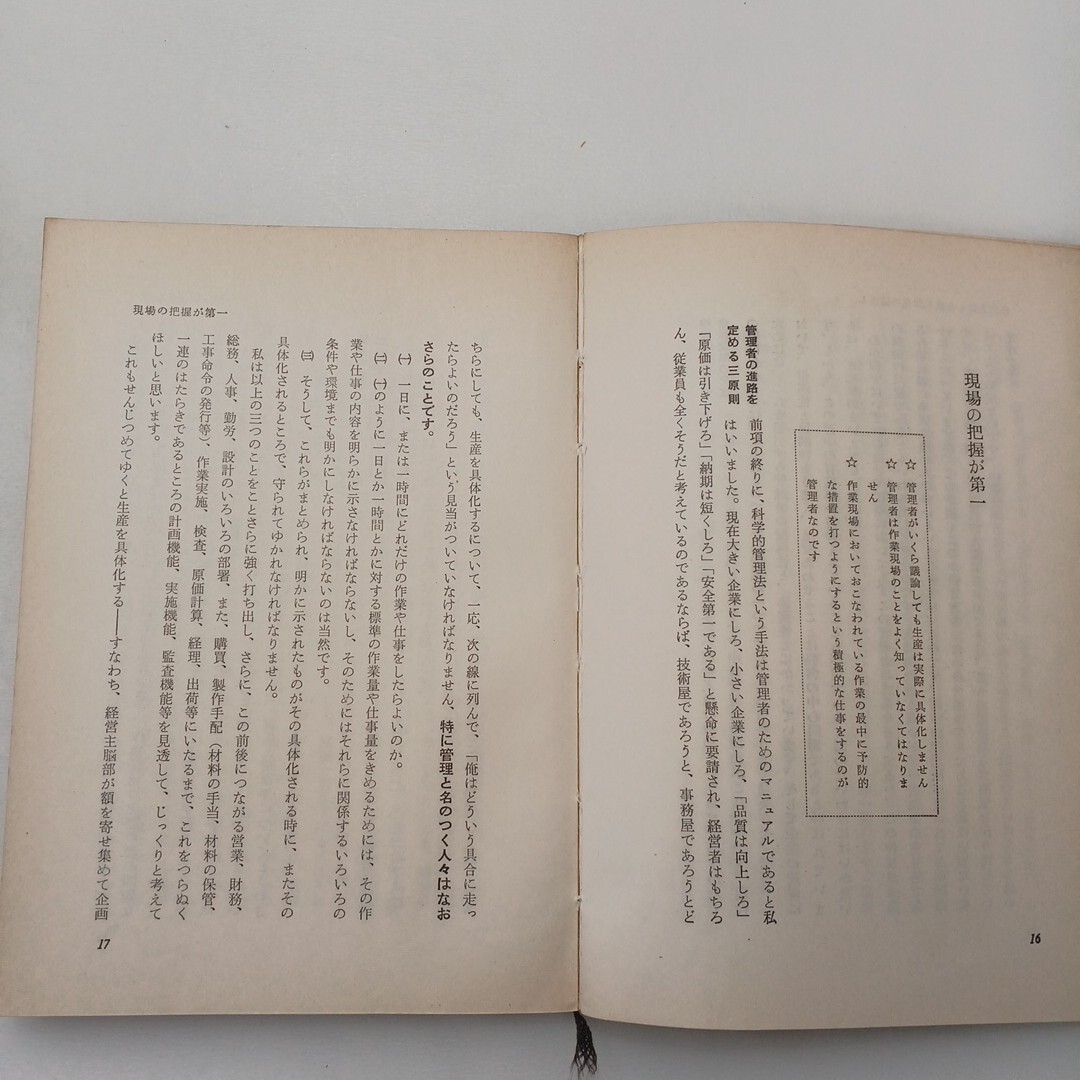 現場の把握が第一
☆　管理者がいくら議論しても生産は実際に具体化しません
☆　管理者は作業現場のことをよく知っていなくてはなりま
せん
☆　作業現場においておこなわれている作業の最中に予防的
な措置を打つようにするという積極的な仕事をするのが
管理者なのです
管理者の進路を
定める三原則
前項の終りに、科学的管理法という手法は管理者のためのマニュアルであると私
はいいました。現在大きい企業にしろ、小さい企業にしろ、「品質は向上しろ」
「原価は引き下げろ」「納期は短くしろ」「安全第一である」と懸命に要請され、経営者はもちろ
ん、従業員も全くそうだと考えているのであるならば、技術屋であろうと、事務屋であろうとど
16
現場の把握が第一
ちらにしても、生産を具体化するについて、一応、次の線に列んで、「俺はどういう具合に走っ
たらよいのだろう」という見当がついていなければなりません、特に管理と名のつく人々はなお
さらのことです。
㈠　一日に、または一時間にどれだけの作業や仕事をしたらよいのか。
㈡　㈠のように一日とか一時間とかに対する標準の作業量や仕事量をきめるためには、その作
業や仕事の内容を明らかに示さなければならないし、そのためにはそれらに関係するいろいろの
条件や環境までも明かにしなければならないのは当然です。
㈢　そうして、これらがまとめられ、明かに示されたものがその具体化される時に、またその
具体化されるところで、守られてゆかれなければなりません。
私は以上の三つのことをことさらに強く打ち出し、さらに、この前後につながる営業、財務、
総務、人事、勤労、設計のいろいろの部署、また、購買、製作手配（材料の手当、材料の保管、
工事命令の発行等）、作業実施、検査、原価計算、経理、出荷等にいたるまで、これをつらぬく
一連のはたらきであるところの計画機能、実施機能、監査機能等を見透して、じっくりと考えて
ほしいと思います。
これもせんじつめてゆくと生産を具体化する――すなわち、経営主脳部が額を寄せ集めて企画
17